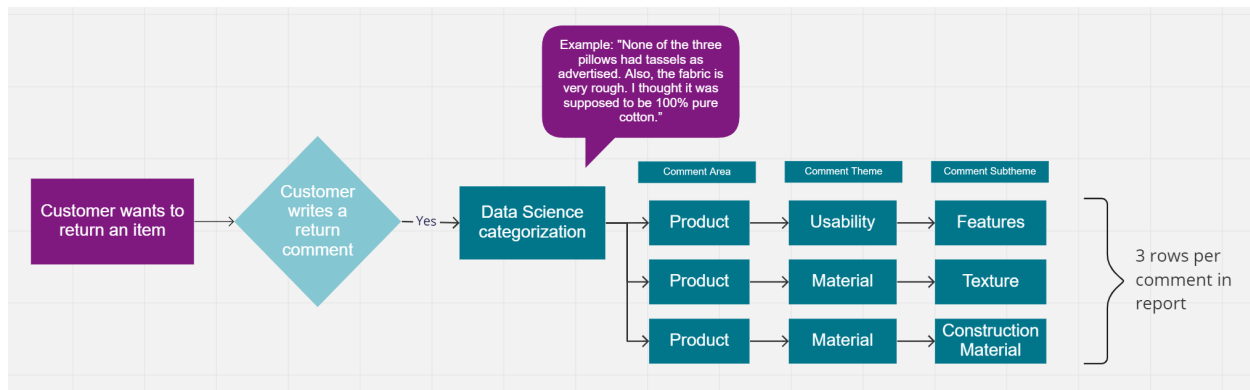 Example: "None of the three
pillows had tassels as
advertised. Also, the fabric is
very rough. I thought it was
supposed to be 100% pure
cotton.”
Comment Area
Comment Theme
Comment Subtheme
Customer wants to
return an item
Customer
writes a
return
comment
Yes
Data Science
categorization
Product
Usability
Features
Product
Material
Texture
Product
Material
Construction
Material
3 rows per
comment in
report